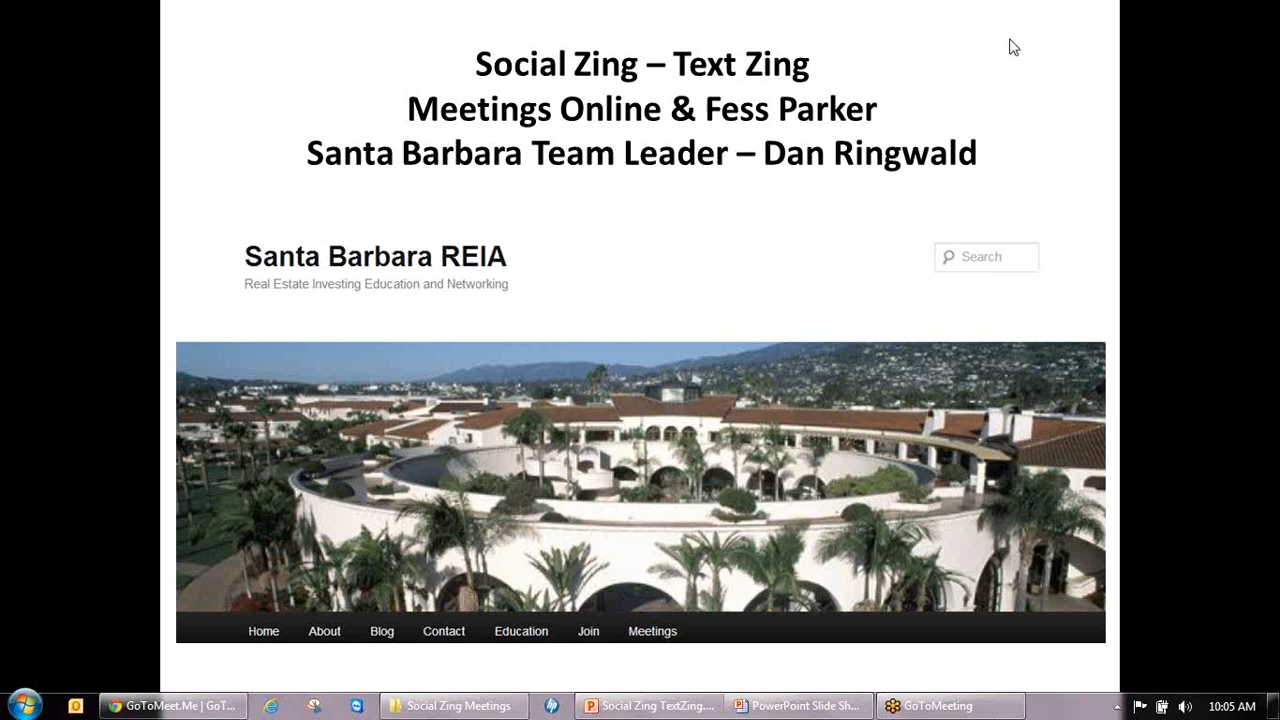 Social Zing – Text Zing
Meetings Online & Fess Parker
Santa Barbara Team Leader – Dan Ringwald
Santa Barbara REIA
Search
Real Estate Investing Education and Networking
Home About Blog Contact Education Join Meetings
GoToMeet.Me | GoT... Social Zing Meetings Social Zing TextZing.... PowerPoint Slide Sh... GoToMeeting 10:05 AM